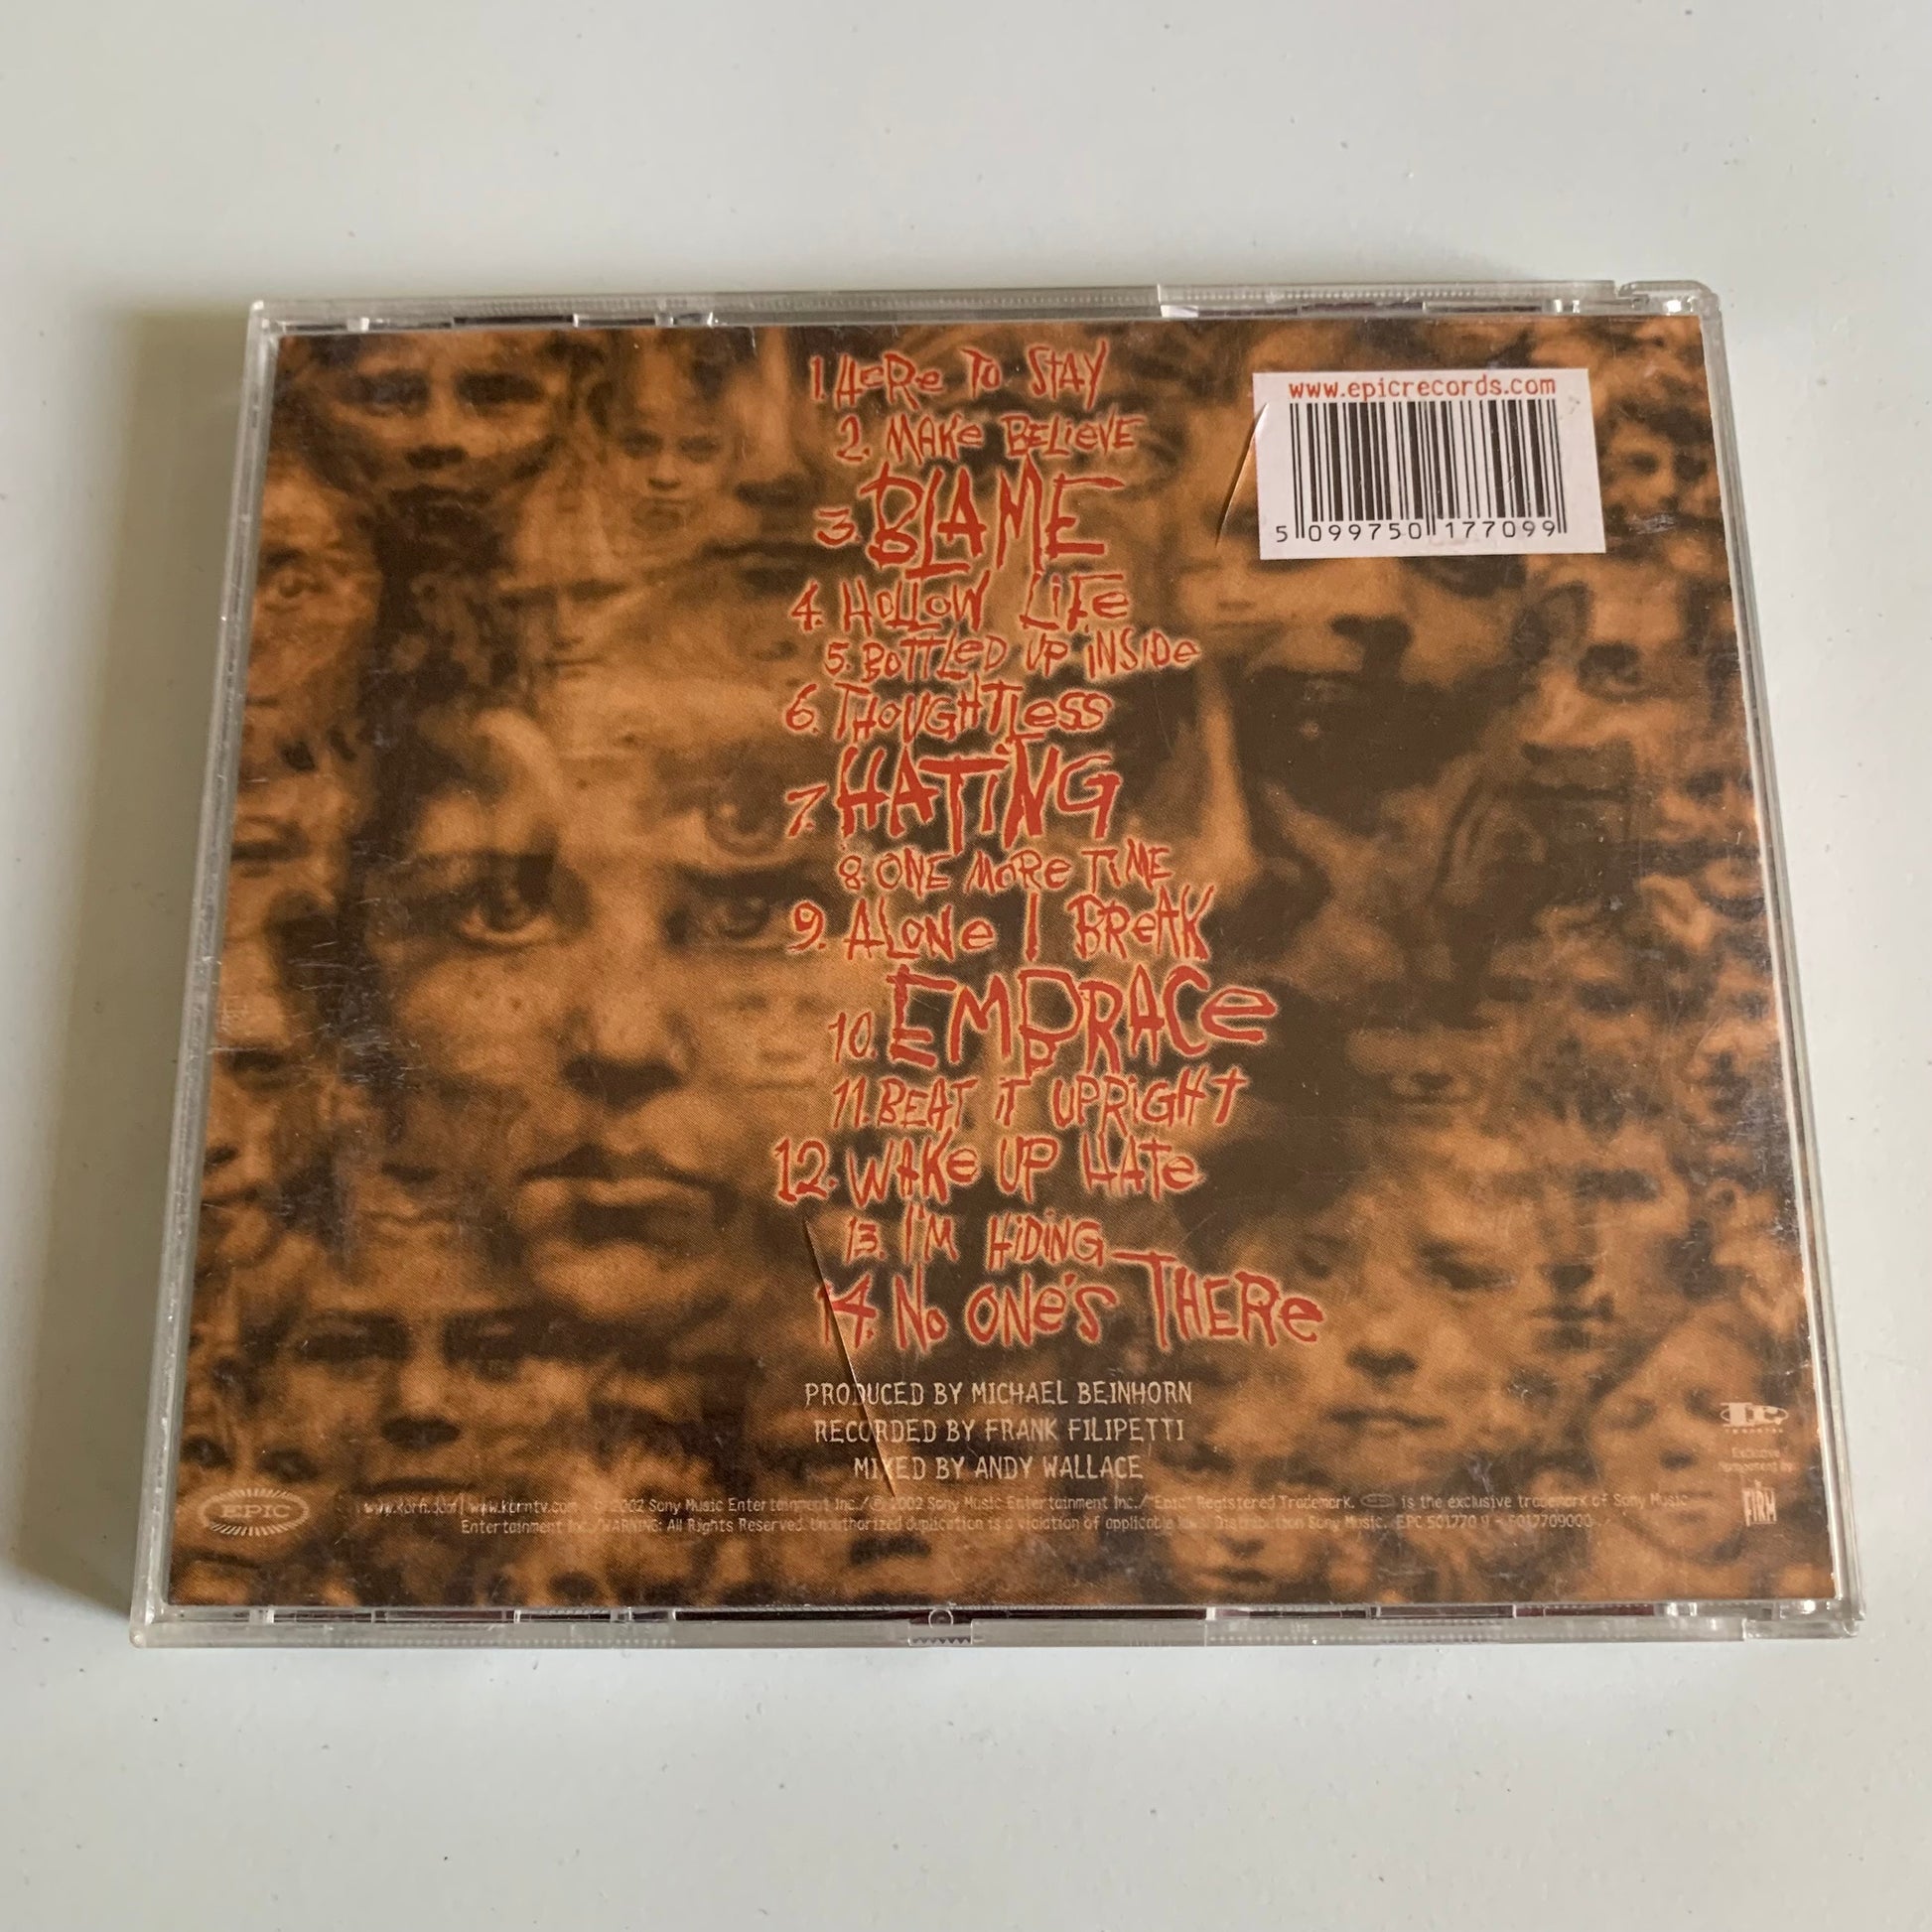 1. HeRe To StAY
2. MAKe BELieVE
3. BLAME
4. HOLLOW LiFe
5. BOTTLeD UP iNSiDe
6. THOUGHTLeSS
7. HATiNG
8. ONE MORe TiME
9. ALONe I BReAK
10. EMBRACe
11. BEAT iT UPRiGHT
12. WAKe UP HATe
13. I'M HiDiNG
14. No ONe'S THERe
www.epicrecords.com
5 099750 177099
PRODUCED BY MICHAEL BEINHORN
RECORDED BY FRANK FILIPETTI
MIXED BY ANDY WALLACE
EPIC
www.korn.com | www.korntv.com © 2002 Sony Music Entertainment Inc./℗ 2002 Sony Music Entertainment Inc./"Epic" Registered Trademark. is the exclusive trademark of Sony Music
Entertainment Inc./WARNING: All Rights Reserved. Unauthorized duplication is a violation of applicable laws. Distribution Sony Music. EPC 501770 9 - 5017709000
Exclusive
THE
FIRM